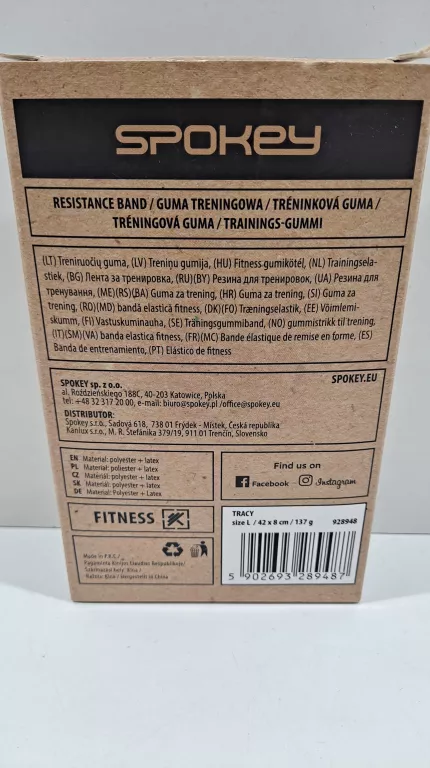 SPOKEY
RESISTANCE BAND / GUMA TRENINGOWA / TRÉNINKOVÁ GUMA /
TRÉNINGOVÁ GUMA / TRAININGS-GUMMI
(LT) Treniruočių guma, (LV) Treniņu gumija, (HU) Fitness gumikötél, (NL) Trainingsela-
stiek, (BG) Лента за тренировка, (RU)(BY) Резина для тренировок, (UA) Резина для
тренування, (ME)(RS)(BA) Guma za trening, (HR) Guma za trening, (SI) Guma za
trening, (RO)(MD) bandă elastică fitness, (DK)(FO) Træningselastik, (EE) Võimlemi-
skumm, (FI) Vastuskuminauha, (SE) Träningsgummiband, (NO) gummistrikk til trening,
(IT)(SM)(VA) banda elastica fitness, (FR)(MC) Bande élastique de remise en forme, (ES)
Banda de entrenamiento, (PT) Elástico de fitness
SPOKEY sp. z o.o.
SPOKEY.EU
al. Roździeńskiego 188C, 40-203 Katowice, Polska
tel: +48 32 317 20 00, e-mail: biuro@spokey.pl /office@spokey.eu
DISTRIBUTOR:
Spokey s.r.o., Sadová 618, 738 01 Frýdek - Místek, Česká republika
Kanlux s.r.o., M. R. Štefánika 379/19, 911 01 Trenčín, Slovensko
EN Material: polyester + latex
PL Materiał: poliester + latex
CZ Materiál: polyester + latex
SK Materiál: polyester + latex
DE Material: Polyester + Latex
Find us on
Facebook - Instagram
FITNESS
TRACY
size L / 42 x 8 cm / 137 g 928948
Made in P.R.C./
5 902693 289487